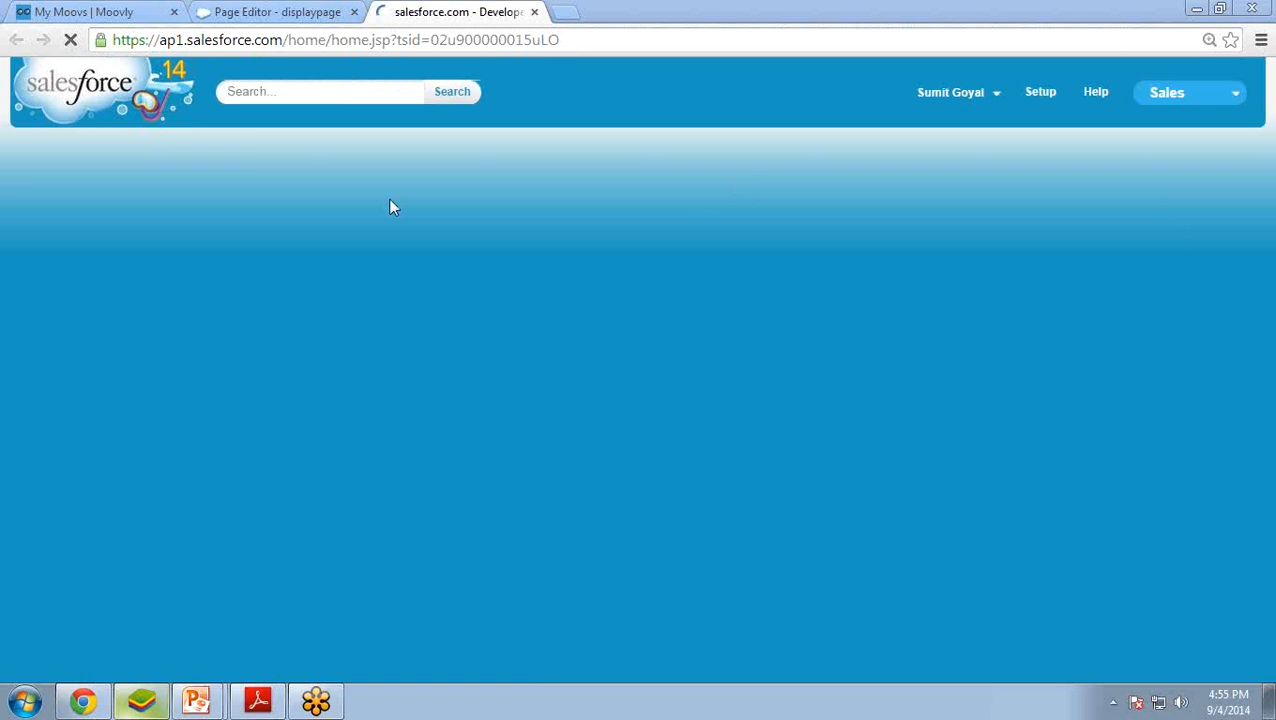 My Moovs | Moovly
Page Editor - displaypage
salesforce.com - Develope
https://ap1.salesforce.com/home/home.jsp?tsid=02u900000015uLO
salesforce
14
Search...
Search
Sumit Goyal
Setup
Help
Sales
4:55 PM
9/4/2014